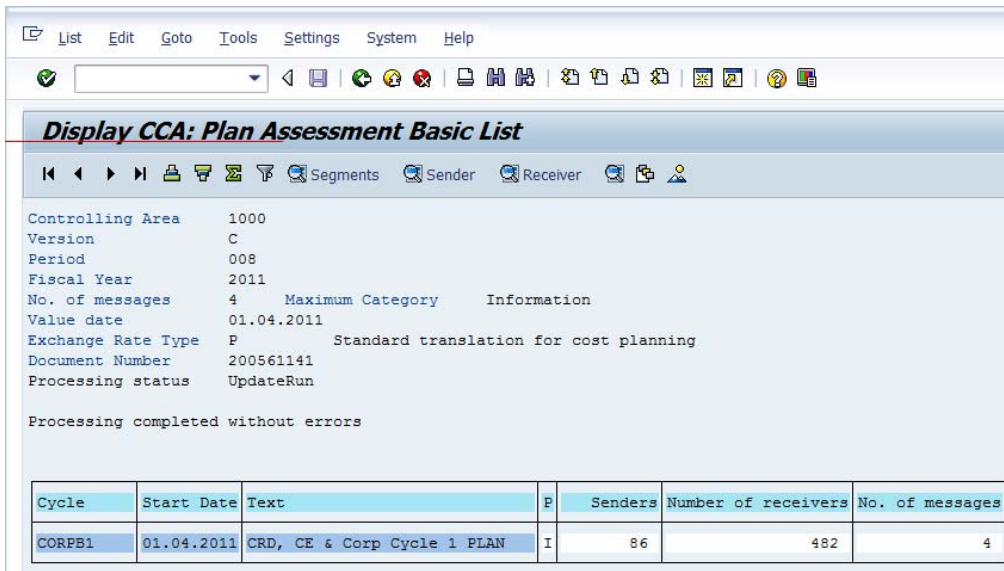 List Edit Goto Tools Settings System Help
Display CCA: Plan Assessment Basic List
Segments Sender Receiver
Controlling Area 1000
Version C
Period 008
Fiscal Year 2011
No. of messages 4 Maximum Category Information
Value date 01.04.2011
Exchange Rate Type P Standard translation for cost planning
Document Number 200561141
Processing status UpdateRun
Processing completed without errors
Cycle Start Date Text P Senders Number of receivers No. of messages
CORPB1 01.04.2011 CRD, CE & Corp Cycle 1 PLAN I 86 482 4